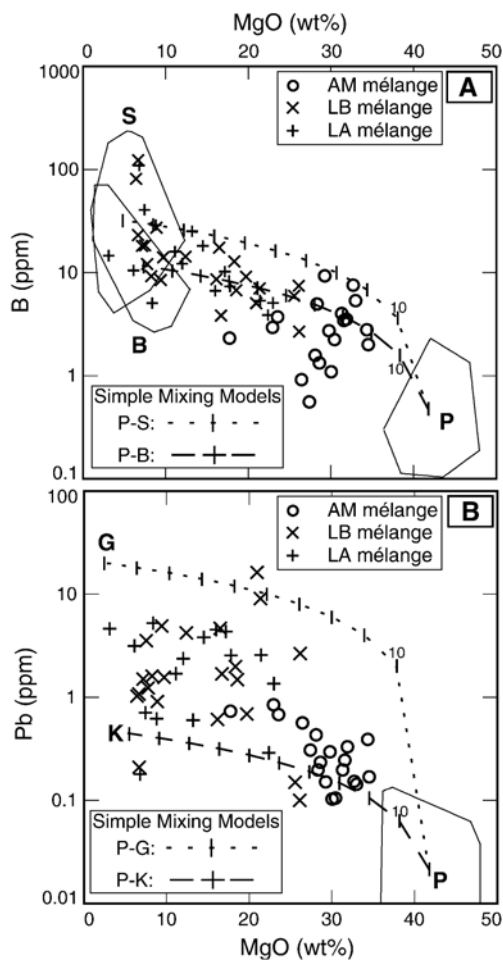 MgO (wt%)
0 10 20 30 40 50
1000
100
10
1
0.1
B (ppm)
AM mélange
LB mélange
LA mélange
A
S
B
P
10
10
Simple Mixing Models
P-S:
P-B:
100
10
1
0.1
0.01
Pb (ppm)
AM mélange
LB mélange
LA mélange
B
G
K
P
10
10
Simple Mixing Models
P-G:
P-K:
0 10 20 30 40 50
MgO (wt%)